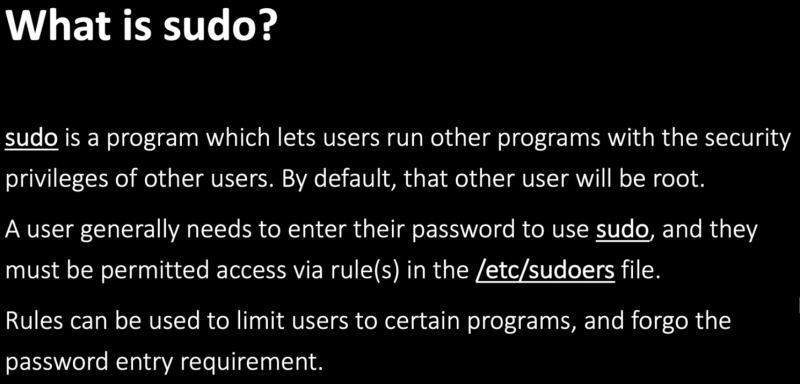 What is sudo?
sudo is a program which lets users run other programs with the security
privileges of other users. By default, that other user will be root.
A user generally needs to enter their password to use sudo, and they
must be permitted access via rule(s) in the /etc/sudoers file.
Rules can be used to limit users to certain programs, and forgo the
password entry requirement.